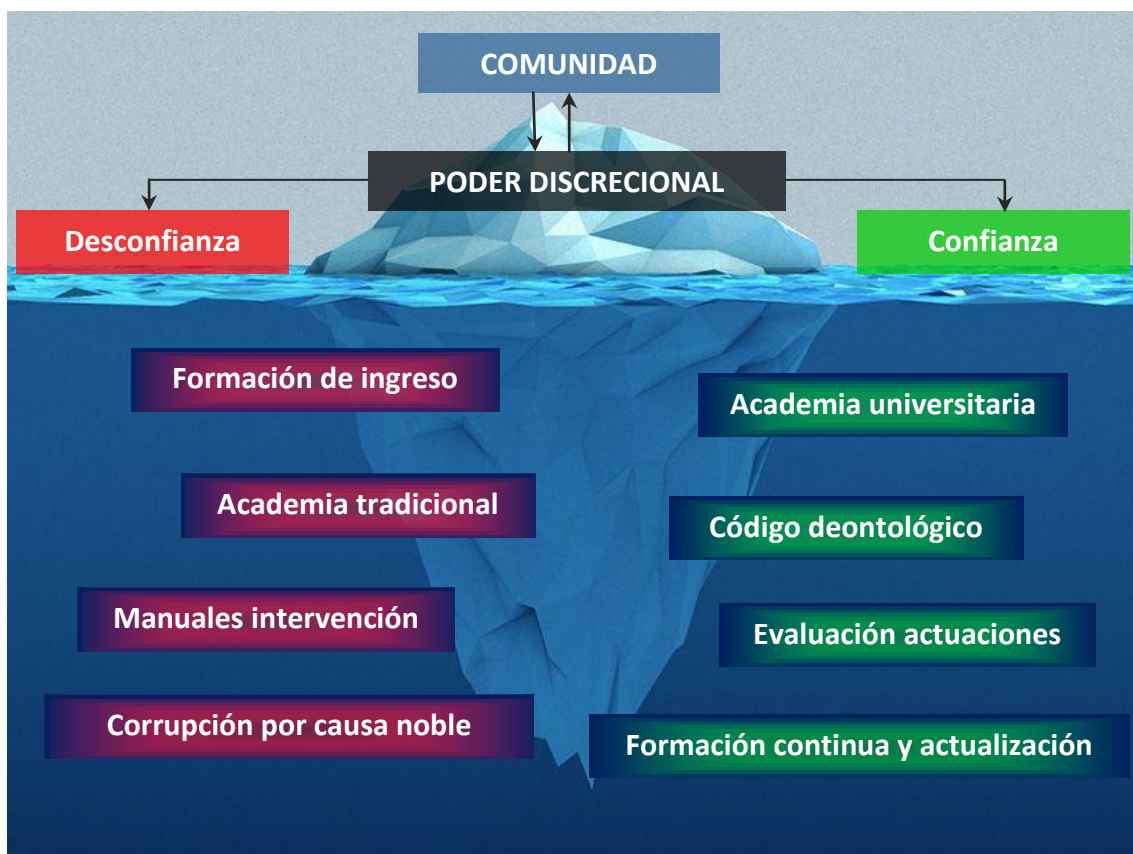 COMUNIDAD
PODER DISCRECIONAL
Desconfianza
Confianza
Formación de ingreso
Academia universitaria
Academia tradicional
Código deontológico
Manuales intervención
Evaluación actuaciones
Corrupción por causa noble
Formación continua y actualización